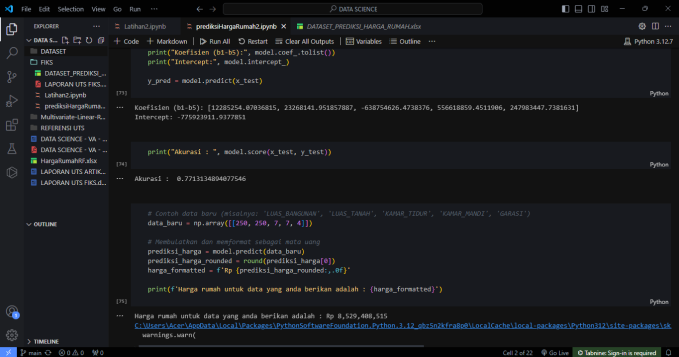 File Edit Selection View Go Run ...
DATA SCIENCE
EXPLORER
DATA S...
DATASET
FIKS
DATASET_PREDIKSI_...
LAPORAN UTS FIKS....
Latihan2.ipynb
prediksiHargaRuma...
Multivariate-Linear-R...
REFERENSI UTS
DATA SCIENCE - VA - ...
DATA SCIENCE - VA - ...
HargaRumahRF.xlsx
LAPORAN UTS ARTIK...
LAPORAN UTS FIKS.d...
OUTLINE
TIMELINE
Latihan2.ipynb
prediksiHargaRumah2.ipynb
DATASET_PREDIKSI_HARGA_RUMAH.xlsx
+ Code + Markdown Run All Restart Clear All Outputs Variables Outline ... Python 3.12.7
print("Koefisien (b1-b5):", model.coef_.tolist())
print("Intercept:", model.intercept_)
y_pred = model.predict(x_test)
[73] Python
Koefisien (b1-b5): [12285254.07036815, 23268141.951857887, -638754626.4738376, 556618859.4511906, 247983447.7381631]
Intercept: -775923911.9377851
print("Akurasi : ", model.score(x_test, y_test))
[74] Python
Akurasi : 0.7713134894077546
# Contoh data baru (misalnya: 'LUAS_BANGUNAN', 'LUAS_TANAH', 'KAMAR_TIDUR', 'KAMAR_MANDI', 'GARASI')
data_baru = np.array([[250, 250, 7, 7, 4]])
# Membulatkan dan memformat sebagai mata uang
prediksi_harga = model.predict(data_baru)
prediksi_harga_rounded = round(prediksi_harga[0])
harga_formatted = f'Rp {prediksi_harga_rounded:,.0f}'
print(f'Harga rumah untuk data yang anda berikan adalah : {harga_formatted}')
[75] Python
Harga rumah untuk data yang anda berikan adalah : Rp 8,529,408,515
C:\Users\Acer\AppData\Local\Packages\PythonSoftwareFoundation.Python.3.12_qbz5n2kfra8p0\LocalCache\local-packages\Python312\site-packages\sk
warnings.warn(
main 0 0 0 Cell 2 of 22 Go Live Tabnine: Sign-in is required